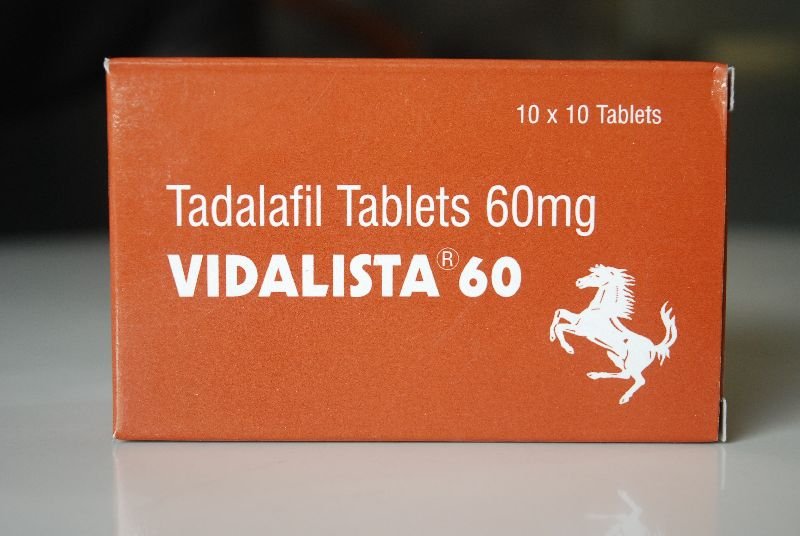 10 x 10 Tablets
Tadalafil Tablets 60mg
VIDALISTA® 60